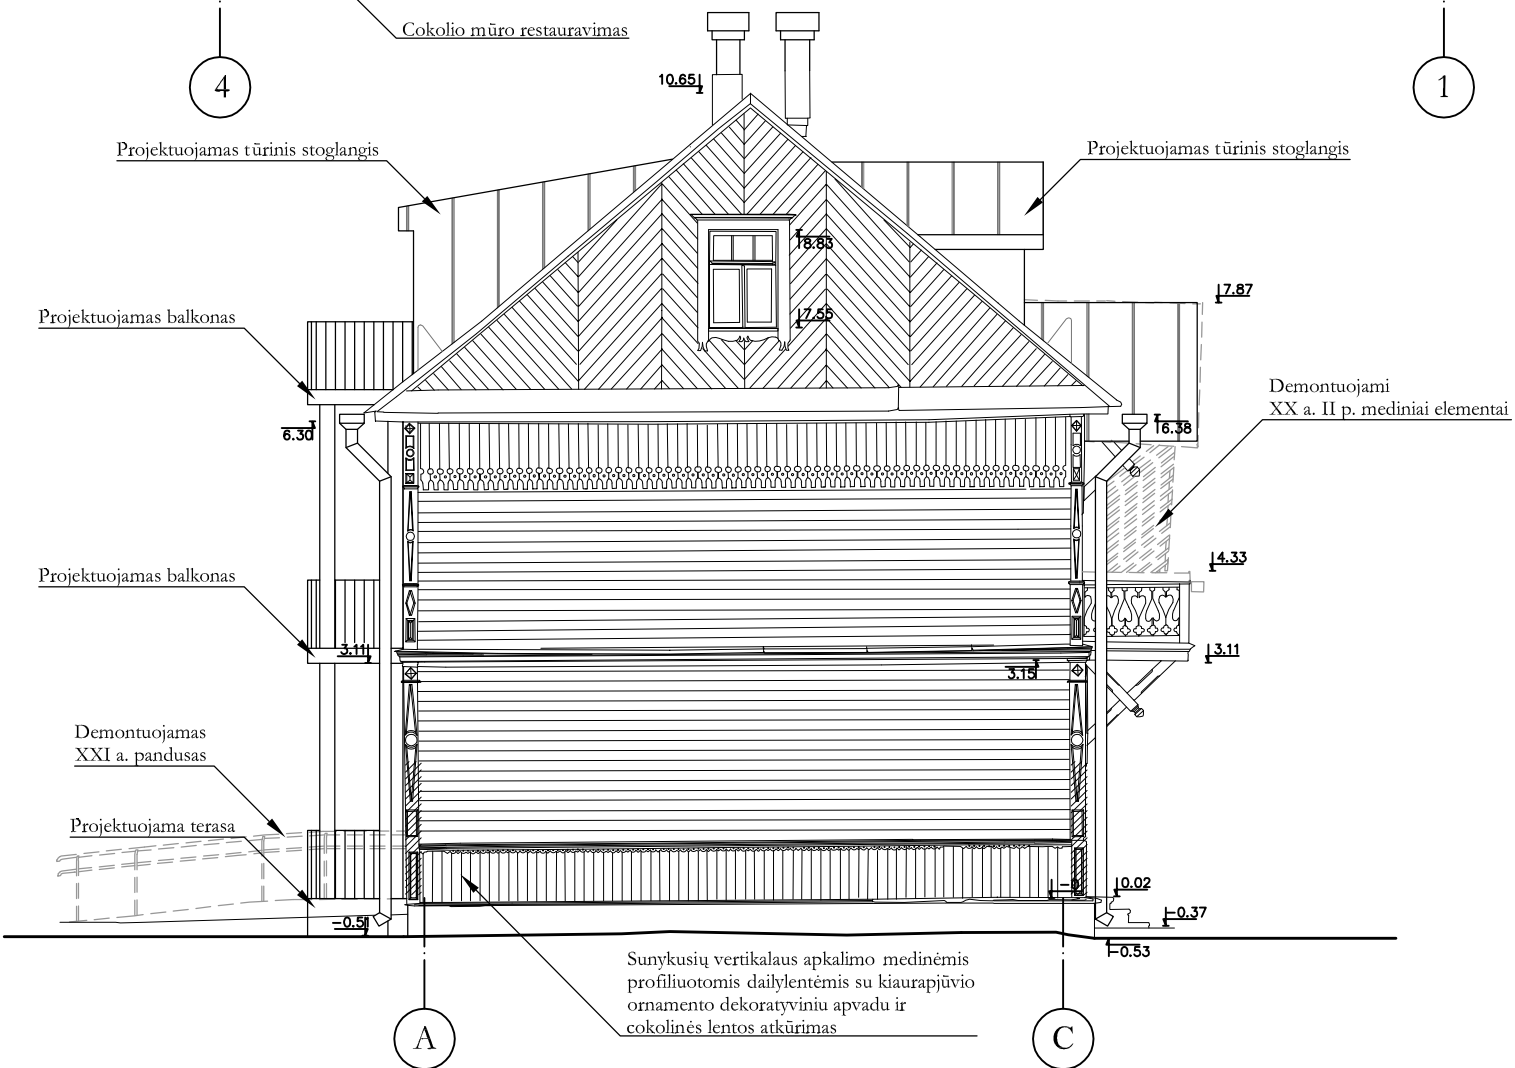 Cokolio mūro restauravimas
4
1
10.65
Projektuojamas tūrinis stoglangis
Projektuojamas tūrinis stoglangis
8.83
7.87
7.55
Projektuojamas balkonas
Demontuojami
XX a. II p. mediniai elementai
6.30
6.38
4.33
Projektuojamas balkonas
3.11
3.11
3.15
Demontuojamas
XXI a. pandusas
Projektuojama terasa
0.02
-0.37
-0.5
-0.53
Sunykusių vertikalaus apkalimo medinėmis
profiliuotomis dailylentėmis su kiaurapjūvio
ornamento dekoratyviniu apvadu ir
cokolinės lentos atkūrimas
A
C